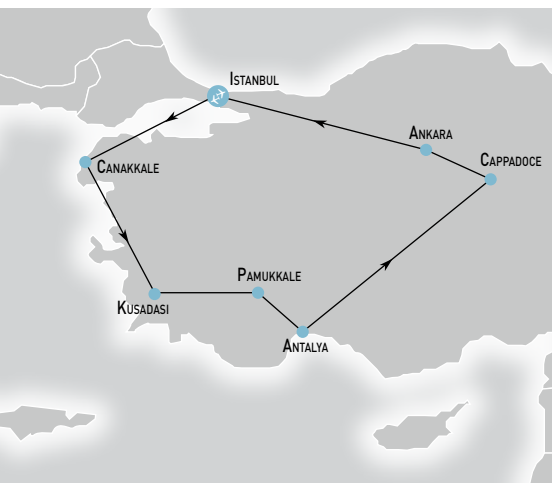 Istanbul
Ankara
Cappadoce
Canakkale
Pamukkale
Kusadasi
Antalya